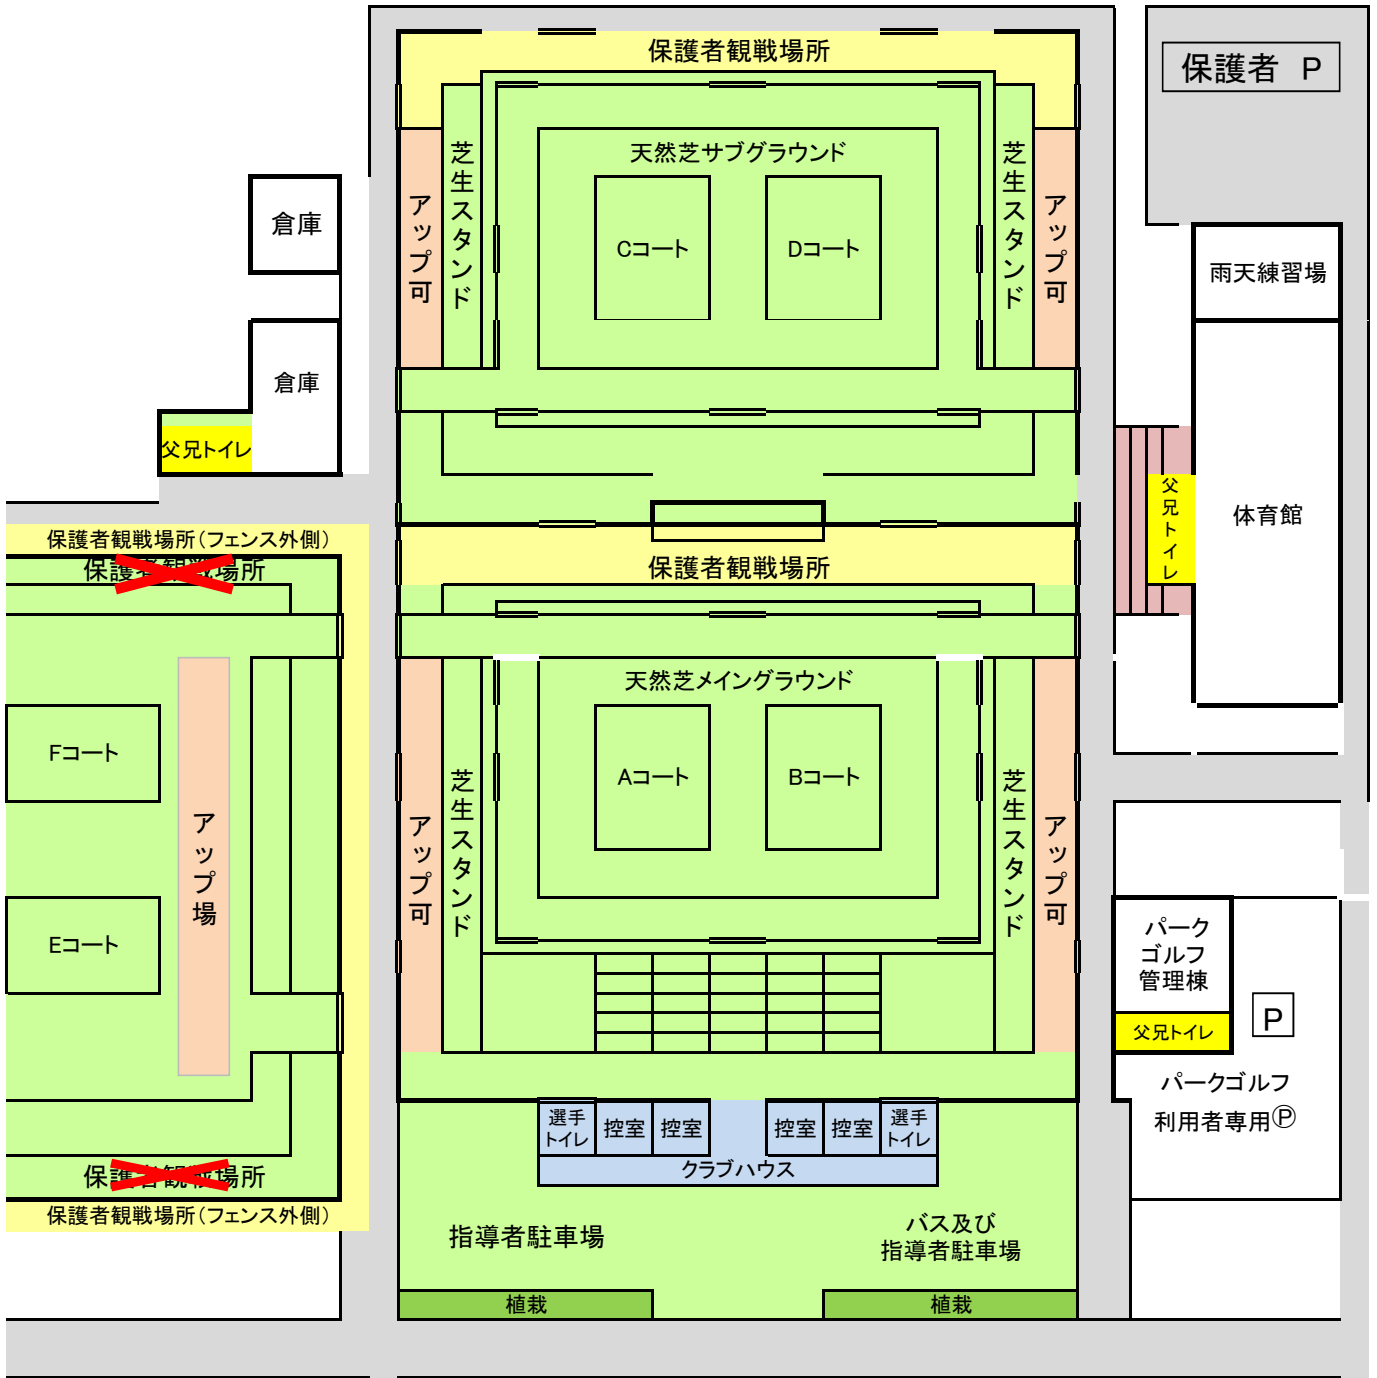 保護者観戦場所
保護者 P
天然芝サブグラウンド
芝生スタンド
芝生スタンド
アップ可
アップ可
倉庫
Cコート
Dコート
雨天練習場
倉庫
父兄トイレ
父兄トイレ
体育館
保護者観戦場所(フェンス外側)
保護者観戦場所
保護者観戦場所
天然芝メイングラウンド
Fコート
Aコート
Bコート
アップ場
芝生スタンド
芝生スタンド
アップ可
アップ可
Eコート
パーク
ゴルフ
管理棟
P
父兄トイレ
パークゴルフ
利用者専用Ⓟ
選手
トイレ
控室
控室
控室
控室
選手
トイレ
クラブハウス
保護者観戦場所
保護者観戦場所(フェンス外側)
指導者駐車場
バス及び
指導者駐車場
植栽
植栽